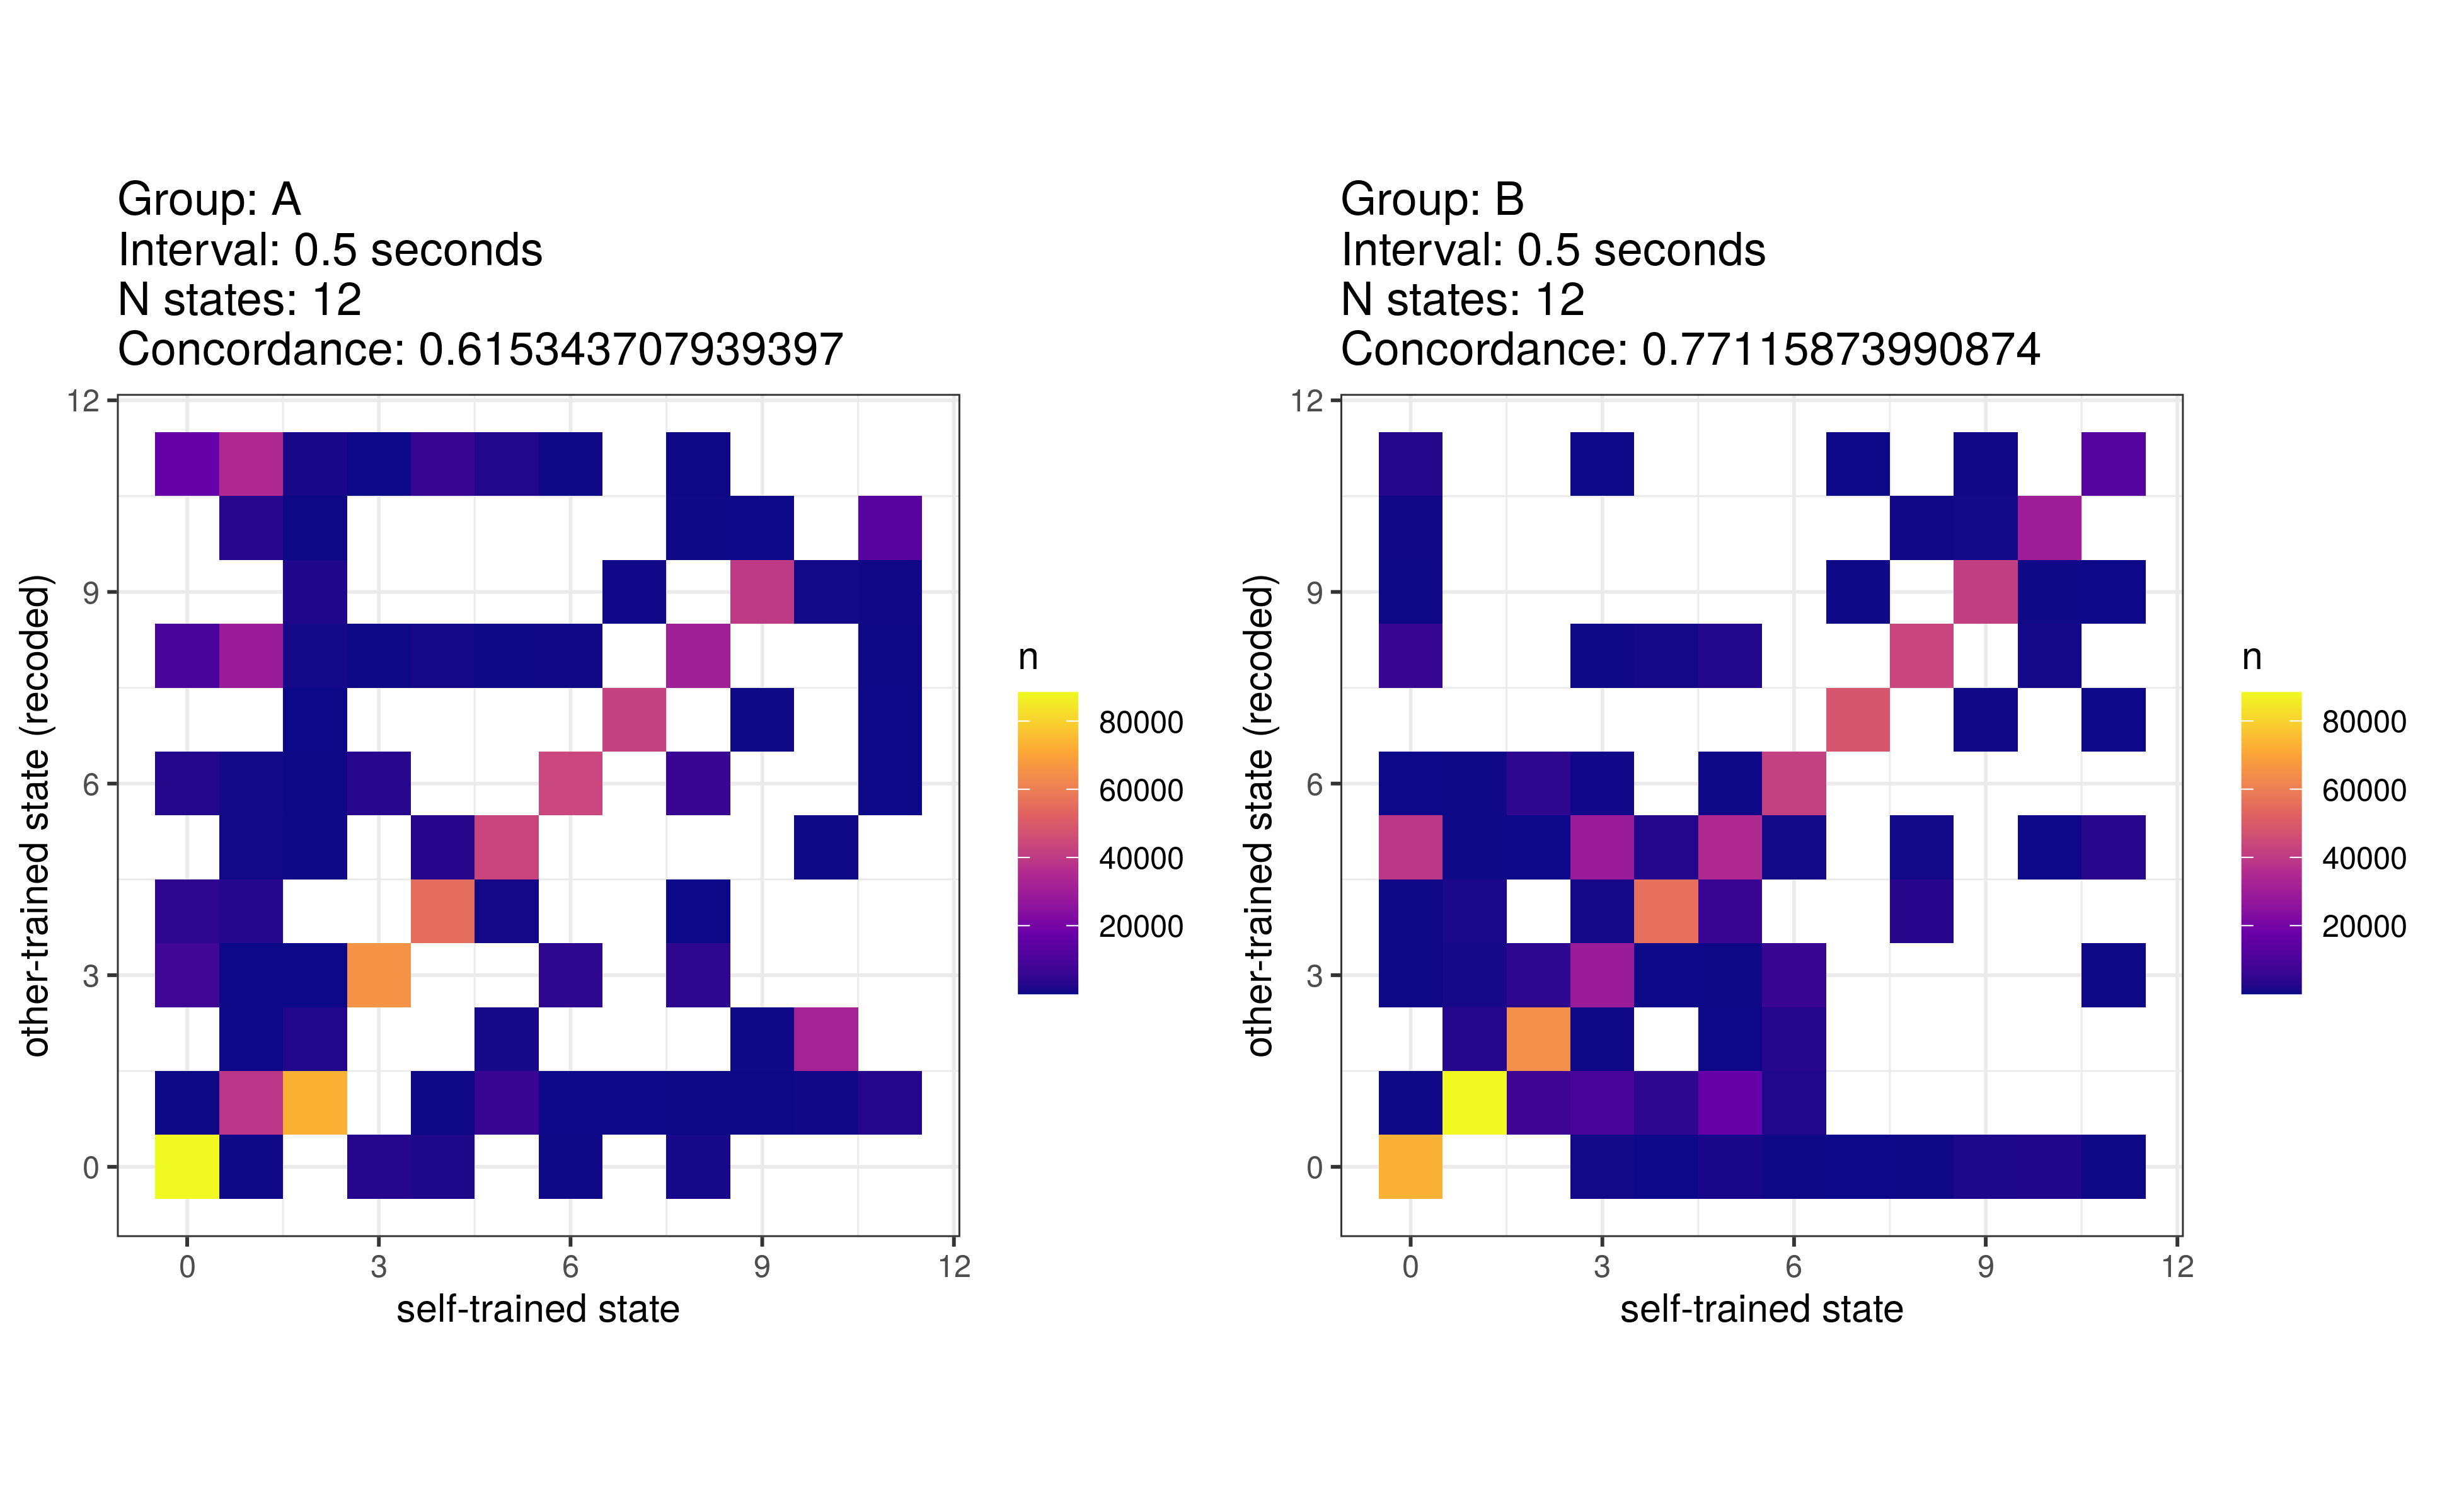 Group: A
Interval: 0.5 seconds
N states: 12
Concordance: 0.615343707939397
12
9
6
3
0
other-trained state (recoded)
0 3 6 9 12
self-trained state
n
80000
60000
40000
20000
Group: B
Interval: 0.5 seconds
N states: 12
Concordance: 0.77115873990874
12
9
6
3
0
other-trained state (recoded)
0 3 6 9 12
self-trained state
n
80000
60000
40000
20000